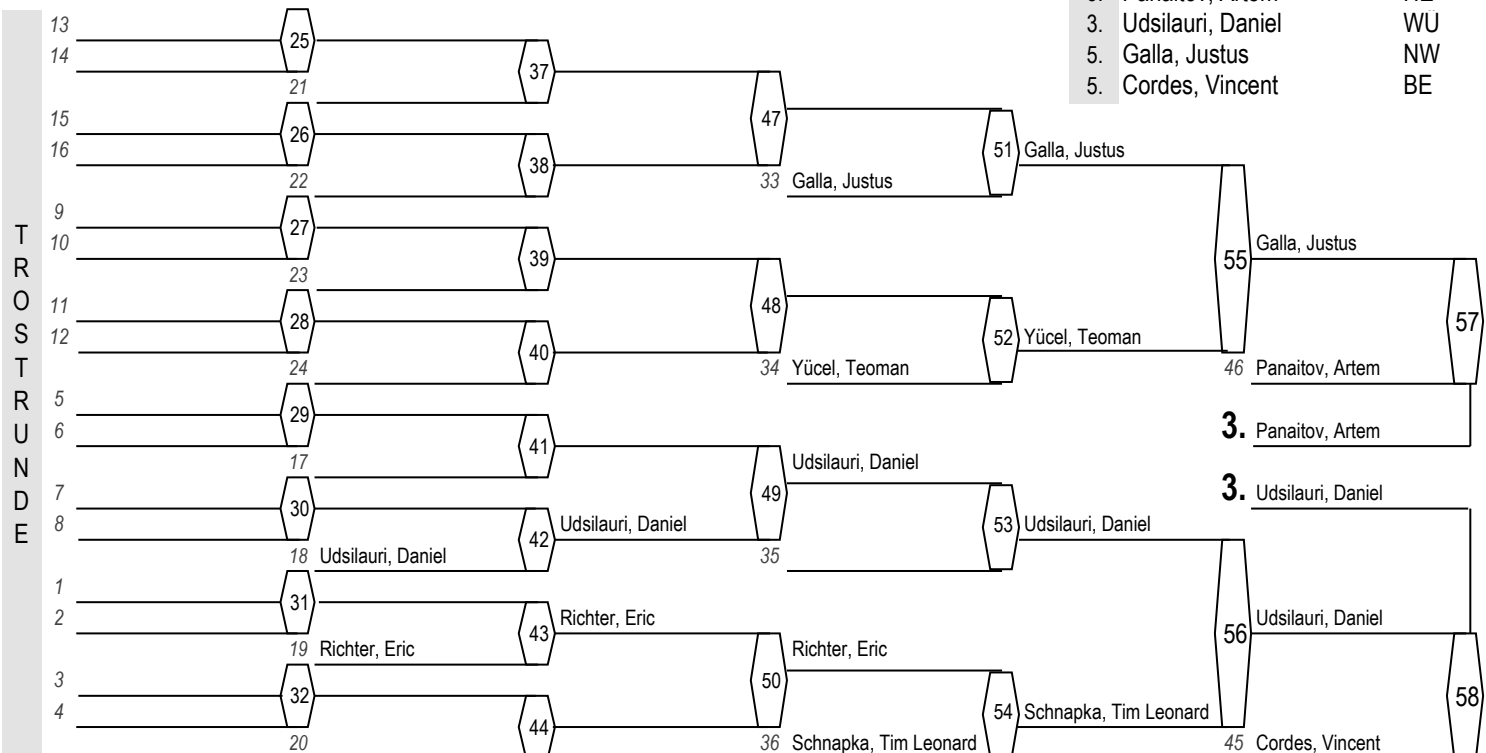 3. Udsilauri, Daniel WÜ
5. Galla, Justus NW
5. Cordes, Vincent BE
TROSTRUNDE
13
14
25
21
37
15
16
26
22
38
47
33 Galla, Justus
51 Galla, Justus
9
10
27
23
39
11
12
28
24
40
48
34 Yücel, Teoman
52 Yücel, Teoman
55 Galla, Justus
46 Panaitov, Artem
57
3. Panaitov, Artem
5
6
29
17
41
7
8
30
18 Udsilauri, Daniel
42 Udsilauri, Daniel
49 Udsilauri, Daniel
35
53 Udsilauri, Daniel
3. Udsilauri, Daniel
1
2
31
19 Richter, Eric
43 Richter, Eric
3
4
32
20
44
50 Richter, Eric
36 Schnapka, Tim Leonard
54 Schnapka, Tim Leonard
56 Udsilauri, Daniel
45 Cordes, Vincent
58